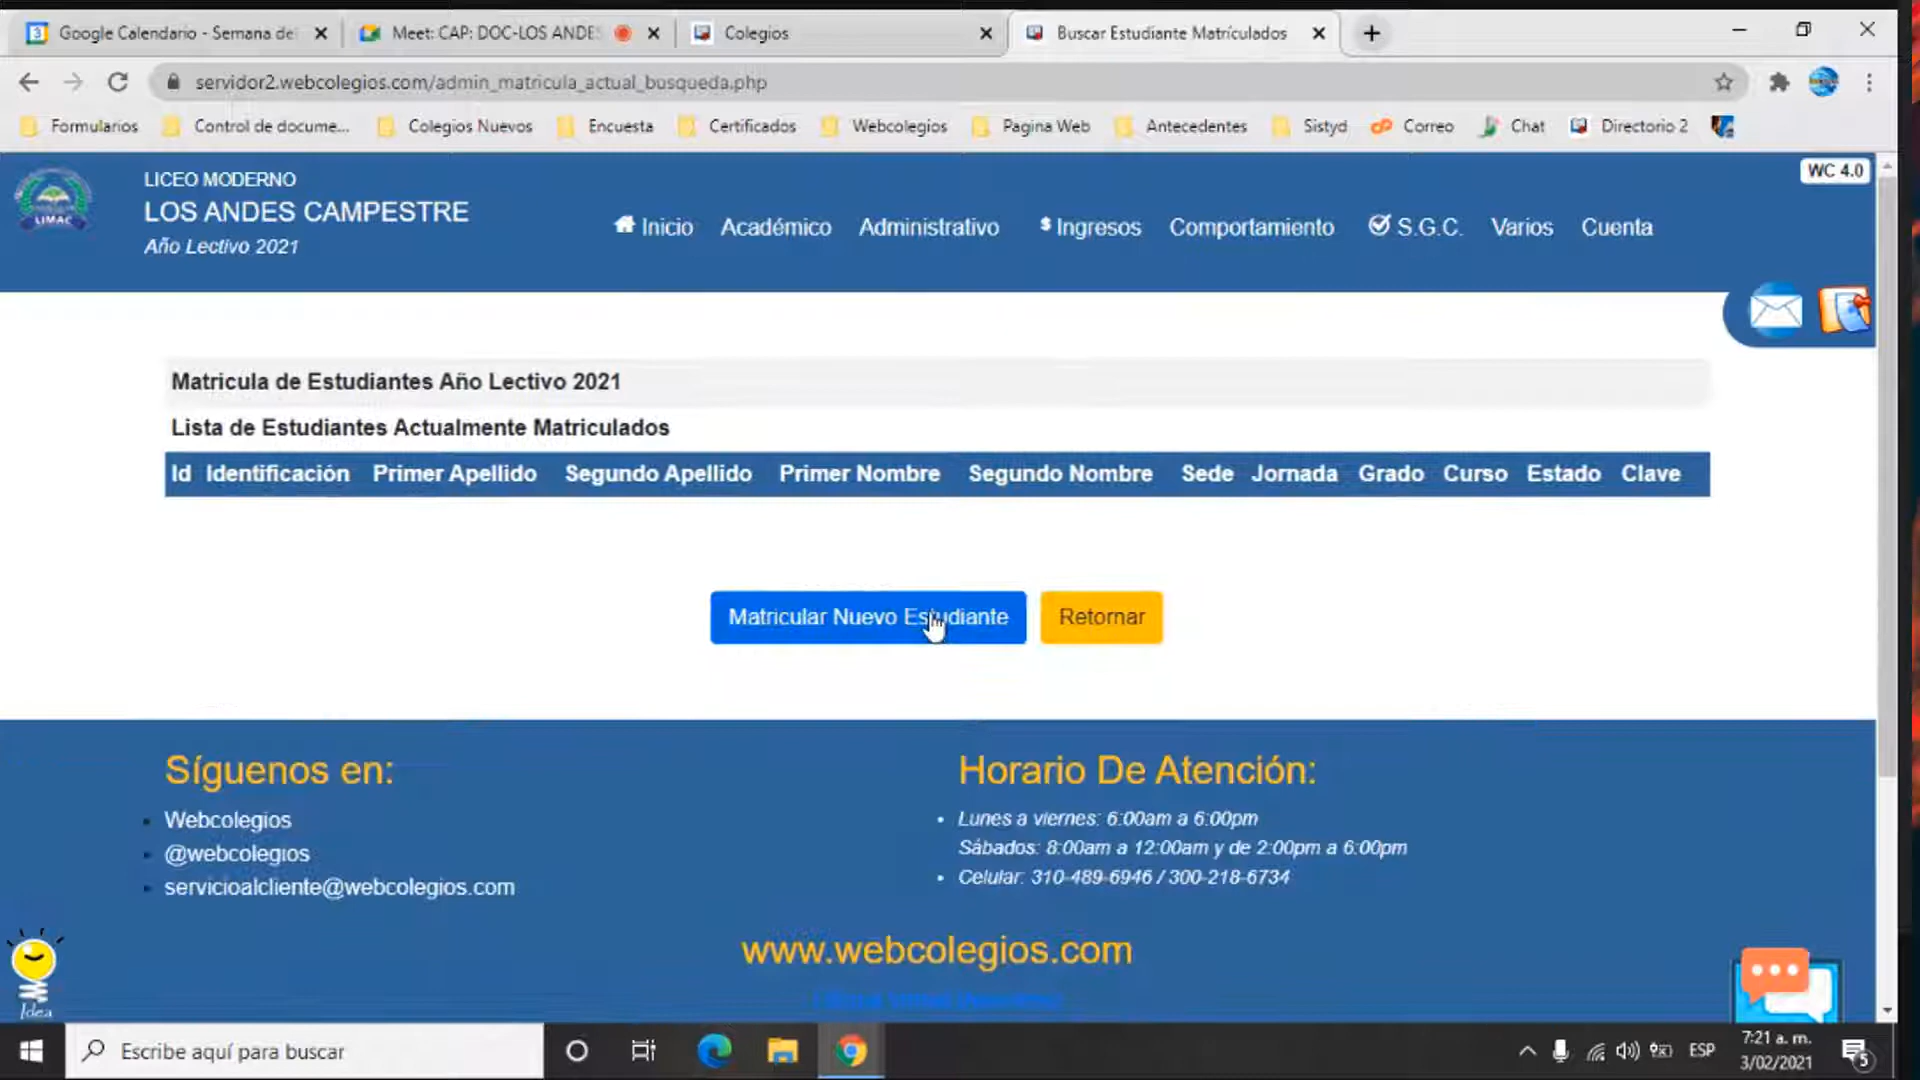 Google Calendario - Semana de
Meet: CAP: DOC-LOS ANDES
Colegios
Buscar Estudiante Matrículados
servidor2.webcolegios.com/admin_matricula_actual_busqueda.php
Formularios
Control de docume...
Colegios Nuevos
Encuesta
Certificados
Webcolegios
Pagina Web
Antecedentes
Sistyd
Correo
Chat
Directorio 2
WC 4.0
LIMAC
LICEO MODERNO
LOS ANDES CAMPESTRE
Año Lectivo 2021
Inicio Académico Administrativo $ Ingresos Comportamiento S.G.C. Varios Cuenta
Matricula de Estudiantes Año Lectivo 2021
Lista de Estudiantes Actualmente Matriculados
Id Identificación Primer Apellido Segundo Apellido Primer Nombre Segundo Nombre Sede Jornada Grado Curso Estado Clave
Matricular Nuevo Estudiante
Retornar
Síguenos en:
Webcolegios
@webcolegios
servicioalcliente@webcolegios.com
Horario De Atención:
Lunes a viernes: 6:00am a 6:00pm
Sábados: 8:00am a 12:00am y de 2:00pm a 6:00pm
Celular: 310-489-6946 / 300-218-6734
www.webcolegios.com
Idea
Escribe aquí para buscar
ESP
7:21 a. m.
3/02/2021
5